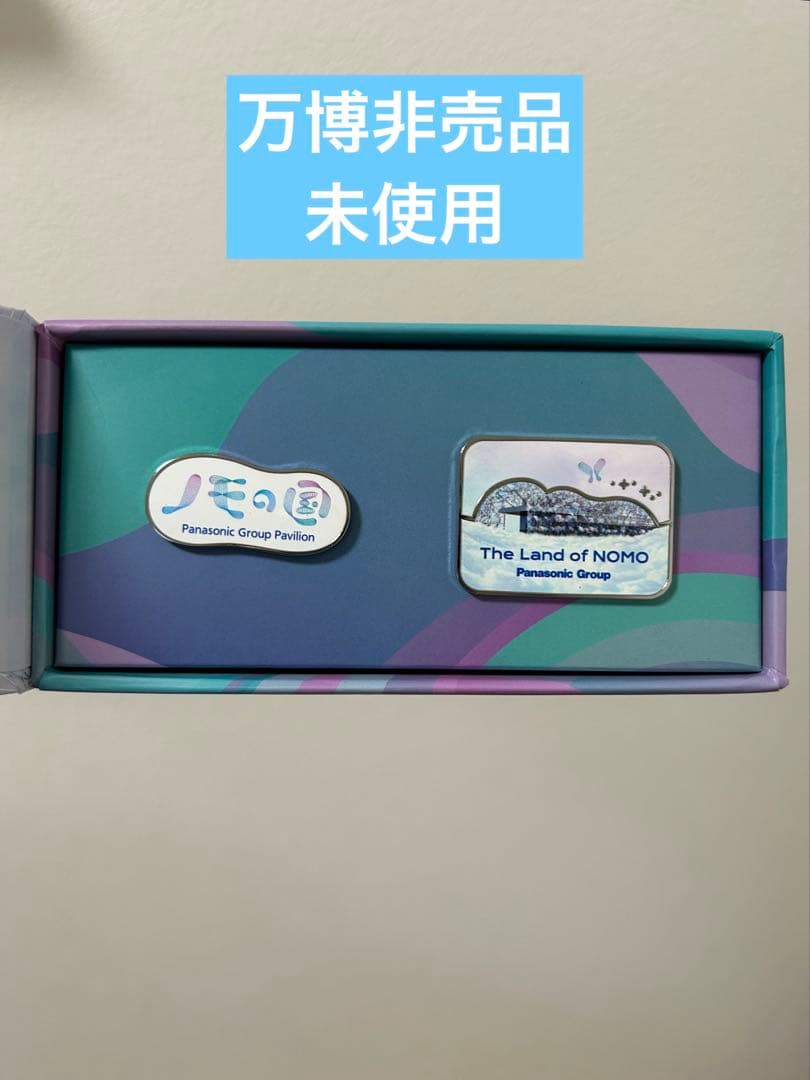 万博非売品
未使用
ノモの国
Panasonic Group Pavilion
The Land of NOMO
Panasonic Group